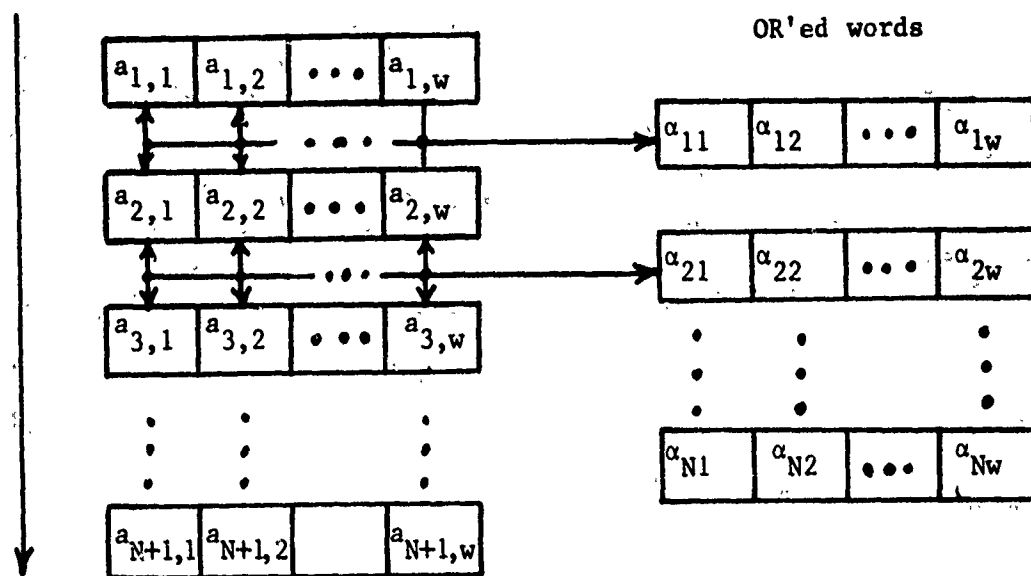 OR'ed words
a1,1 a1,2 ••• a1,w
α11 α12 ••• α1w
a2,1 a2,2 ••• a2,w
α21 α22 ••• α2w
a3,1 a3,2 ••• a3,w
αN1 αN2 ••• αNw
aN+1,1 aN+1,2 aN+1,w